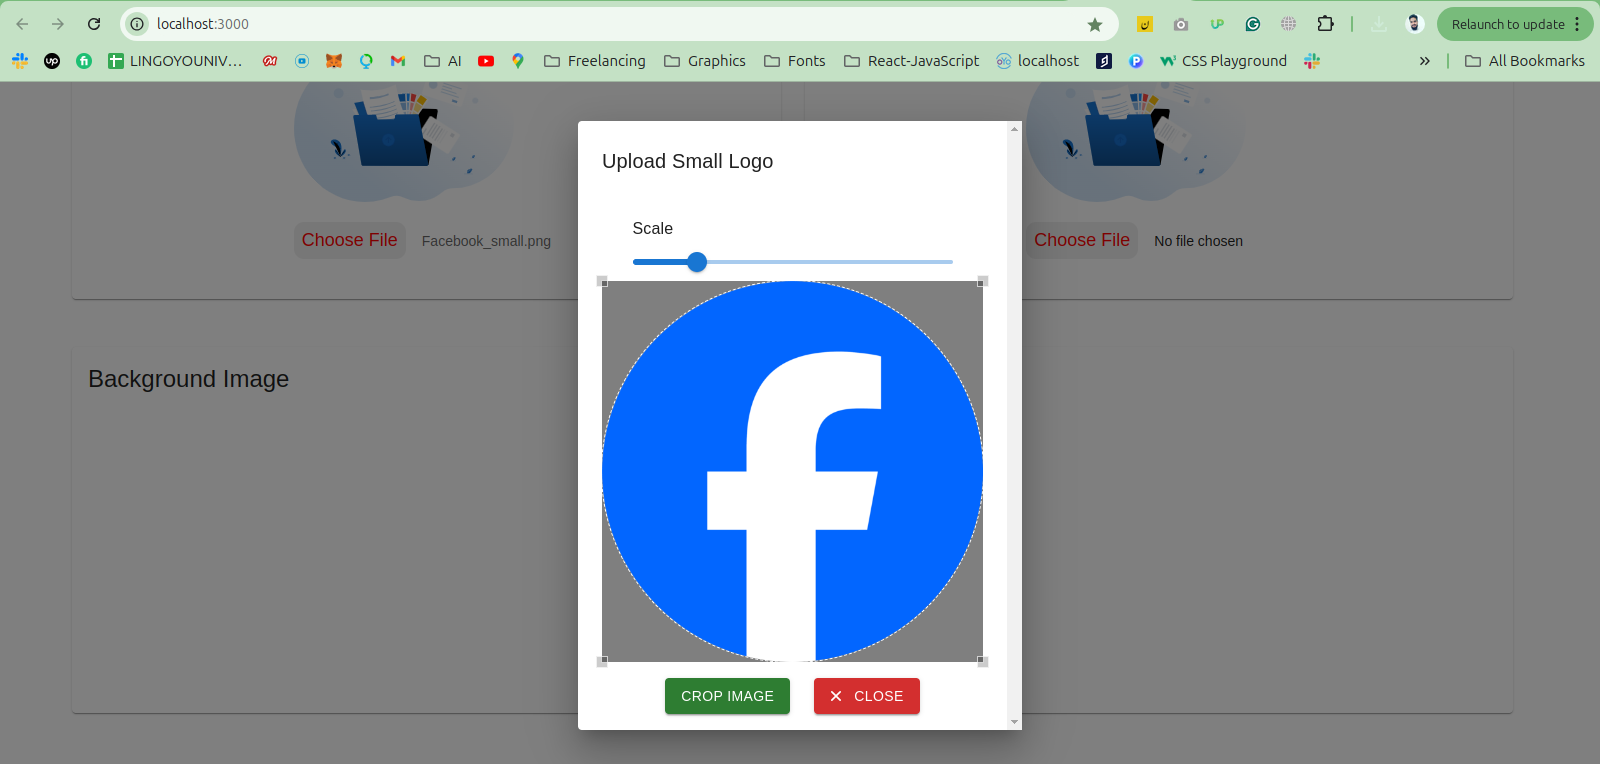 localhost:3000
Relaunch to update
LINGOYOUNIV...
AI
Freelancing
Graphics
Fonts
React-JavaScript
localhost
CSS Playground
All Bookmarks
Upload Small Logo
Scale
Choose File
Facebook_small.png
Choose File
No file chosen
Background Image
CROP IMAGE
CLOSE